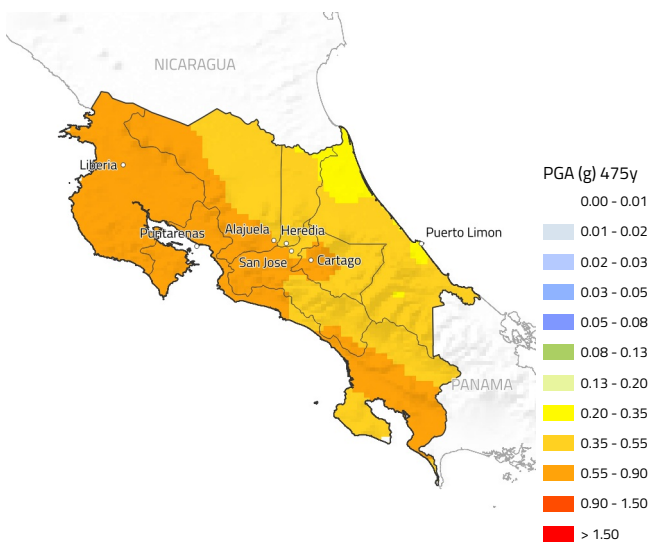 NICARAGUA
Liberia
Puntarenas
Alajuela
Heredia
San Jose
Cartago
Puerto Limon
PANAMA
PGA (g) 475y
0.00 - 0.01
0.01 - 0.02
0.02 - 0.03
0.03 - 0.05
0.05 - 0.08
0.08 - 0.13
0.13 - 0.20
0.20 - 0.35
0.35 - 0.55
0.55 - 0.90
0.90 - 1.50
> 1.50